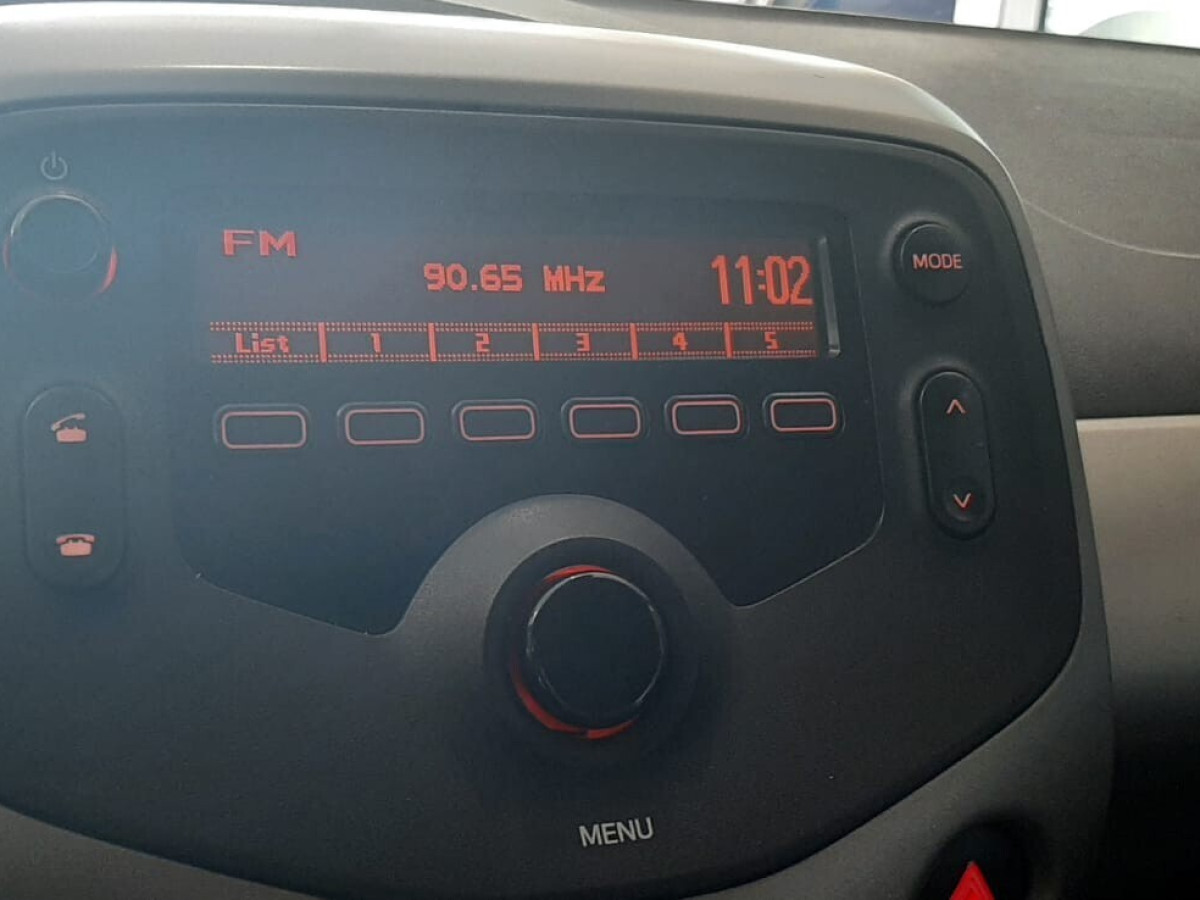 FM
90.65 MHz
11:02
List 1 2 3 4 5
MODE
MENU